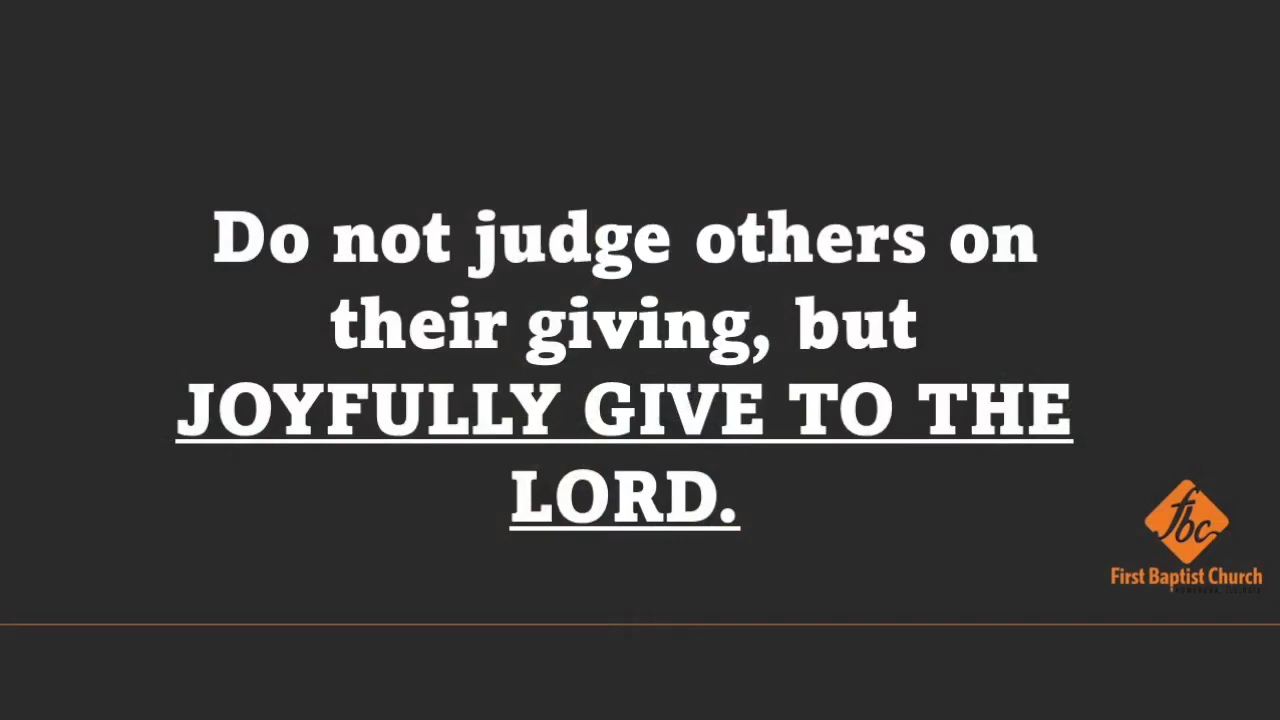 Do not judge others on
their giving, but
JOYFULLY GIVE TO THE
LORD.
fbc
First Baptist Church